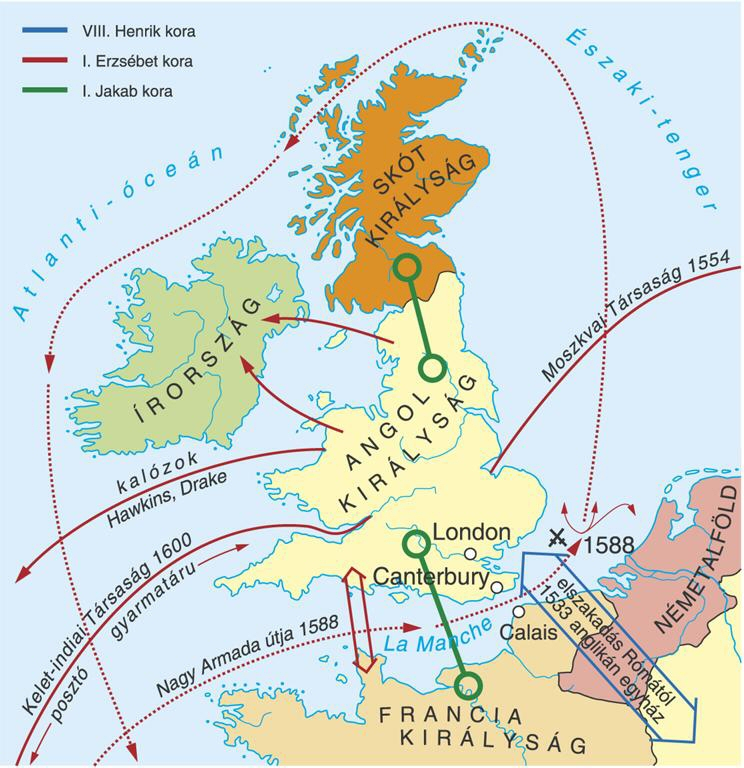 VIII. Henrik kora
I. Erzsébet kora
I. Jakab kora
Északi-tenger
Atlanti-óceán
SKÓT
KIRÁLYSÁG
Moszkvai Társaság 1554
ÍRORSZÁG
ANGOL
KIRÁLYSÁG
kalózok
Hawkins, Drake
Kelet-indiai Társaság 1600
gyarmatáru
posztó
London
1588
Canterbury
NÉMETALFÖLD
elszakadás Rómától
1533 anglikán egyház
Nagy Armada útja 1588
La Manche
Calais
FRANCIA
KIRÁLYSÁG